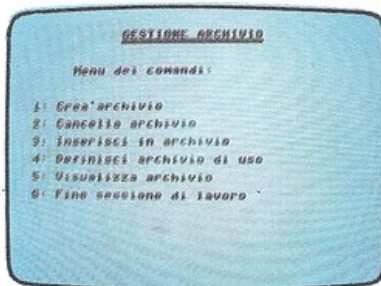 GESTIONE ARCHIVIO
Menu dei comandi:
1: Crea archivio
2: Cancella archivio
3: Inserisci in archivio
4: Definisci archivio di uso
5: Visualizza archivio
6: Fine sessione di lavoro